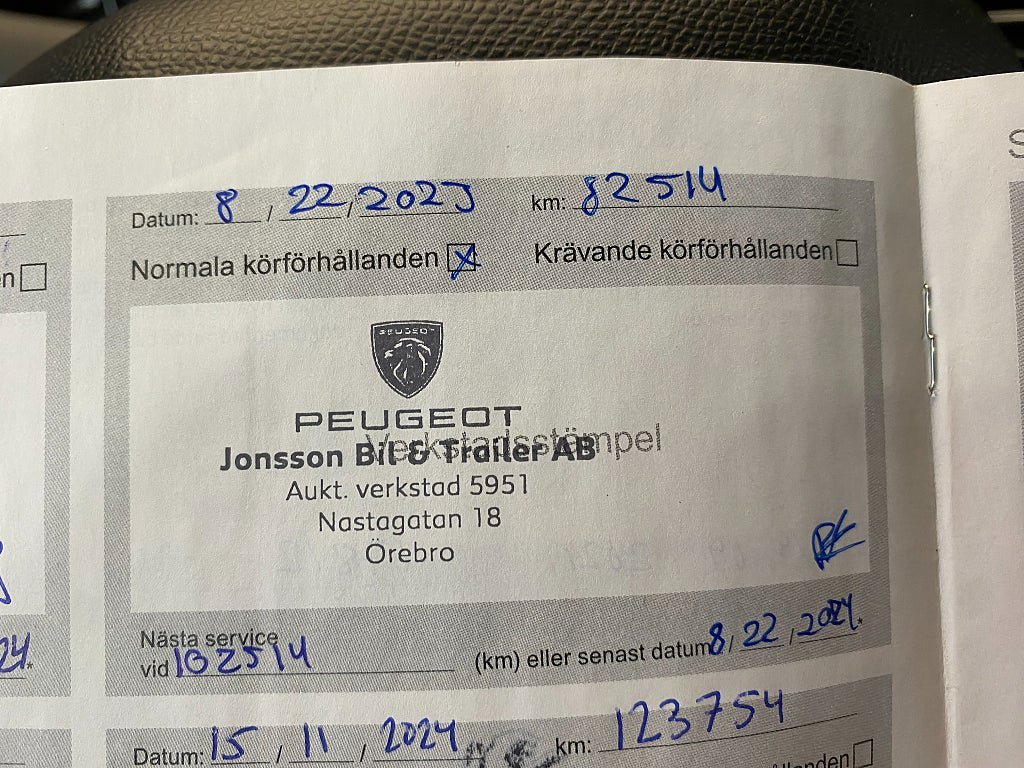 Datum: 8 / 22 / 2023 km: 82514
Normala körförhållanden ☒ Krävande körförhållanden ☐
PEUGEOT
PEUGEOT
Verkstadsstämpel
Jonsson Bil & Trailer AB
Aukt. verkstad 5951
Nastagatan 18
Örebro
Nästa service
vid 102514 (km) eller senast datum 8 / 22 / 2024.*
Datum: 15 / 11 / 2024 km: 123754